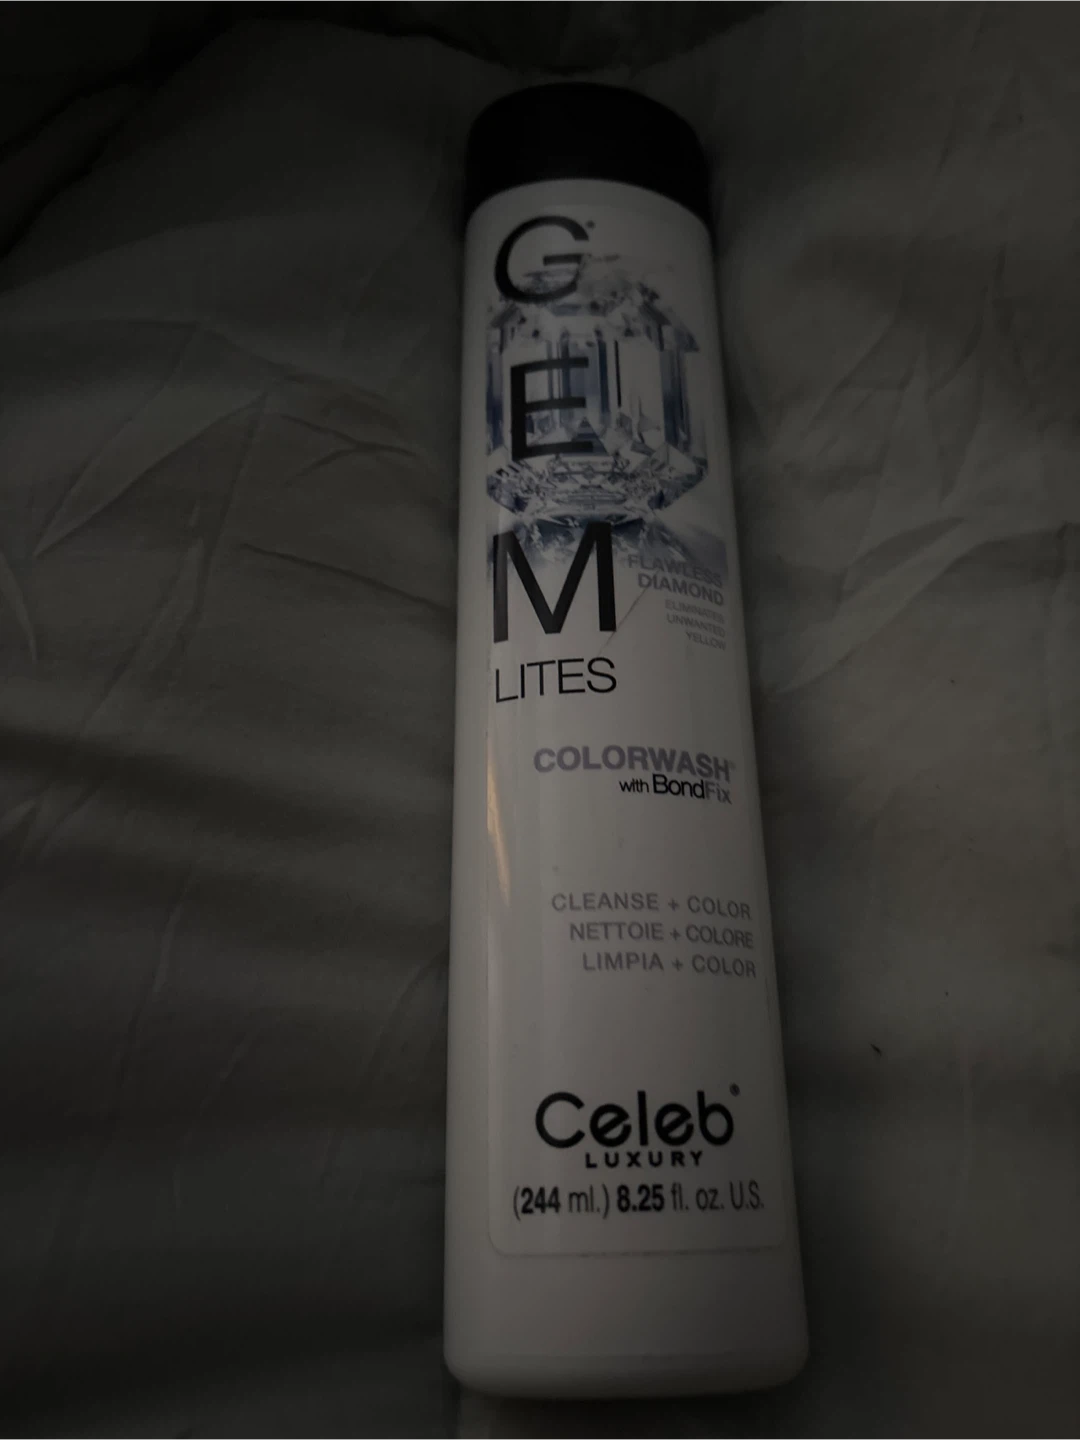 G®
E
M
FLAWLESS
DIAMOND
ELIMINATES
UNWANTED
YELLOW
LITES
COLORWASH®
with BondFix
CLEANSE + COLOR
NETTOIE + COLORE
LIMPIA + COLOR
Celeb®
LUXURY
(244 ml.) 8.25 fl. oz. U.S.